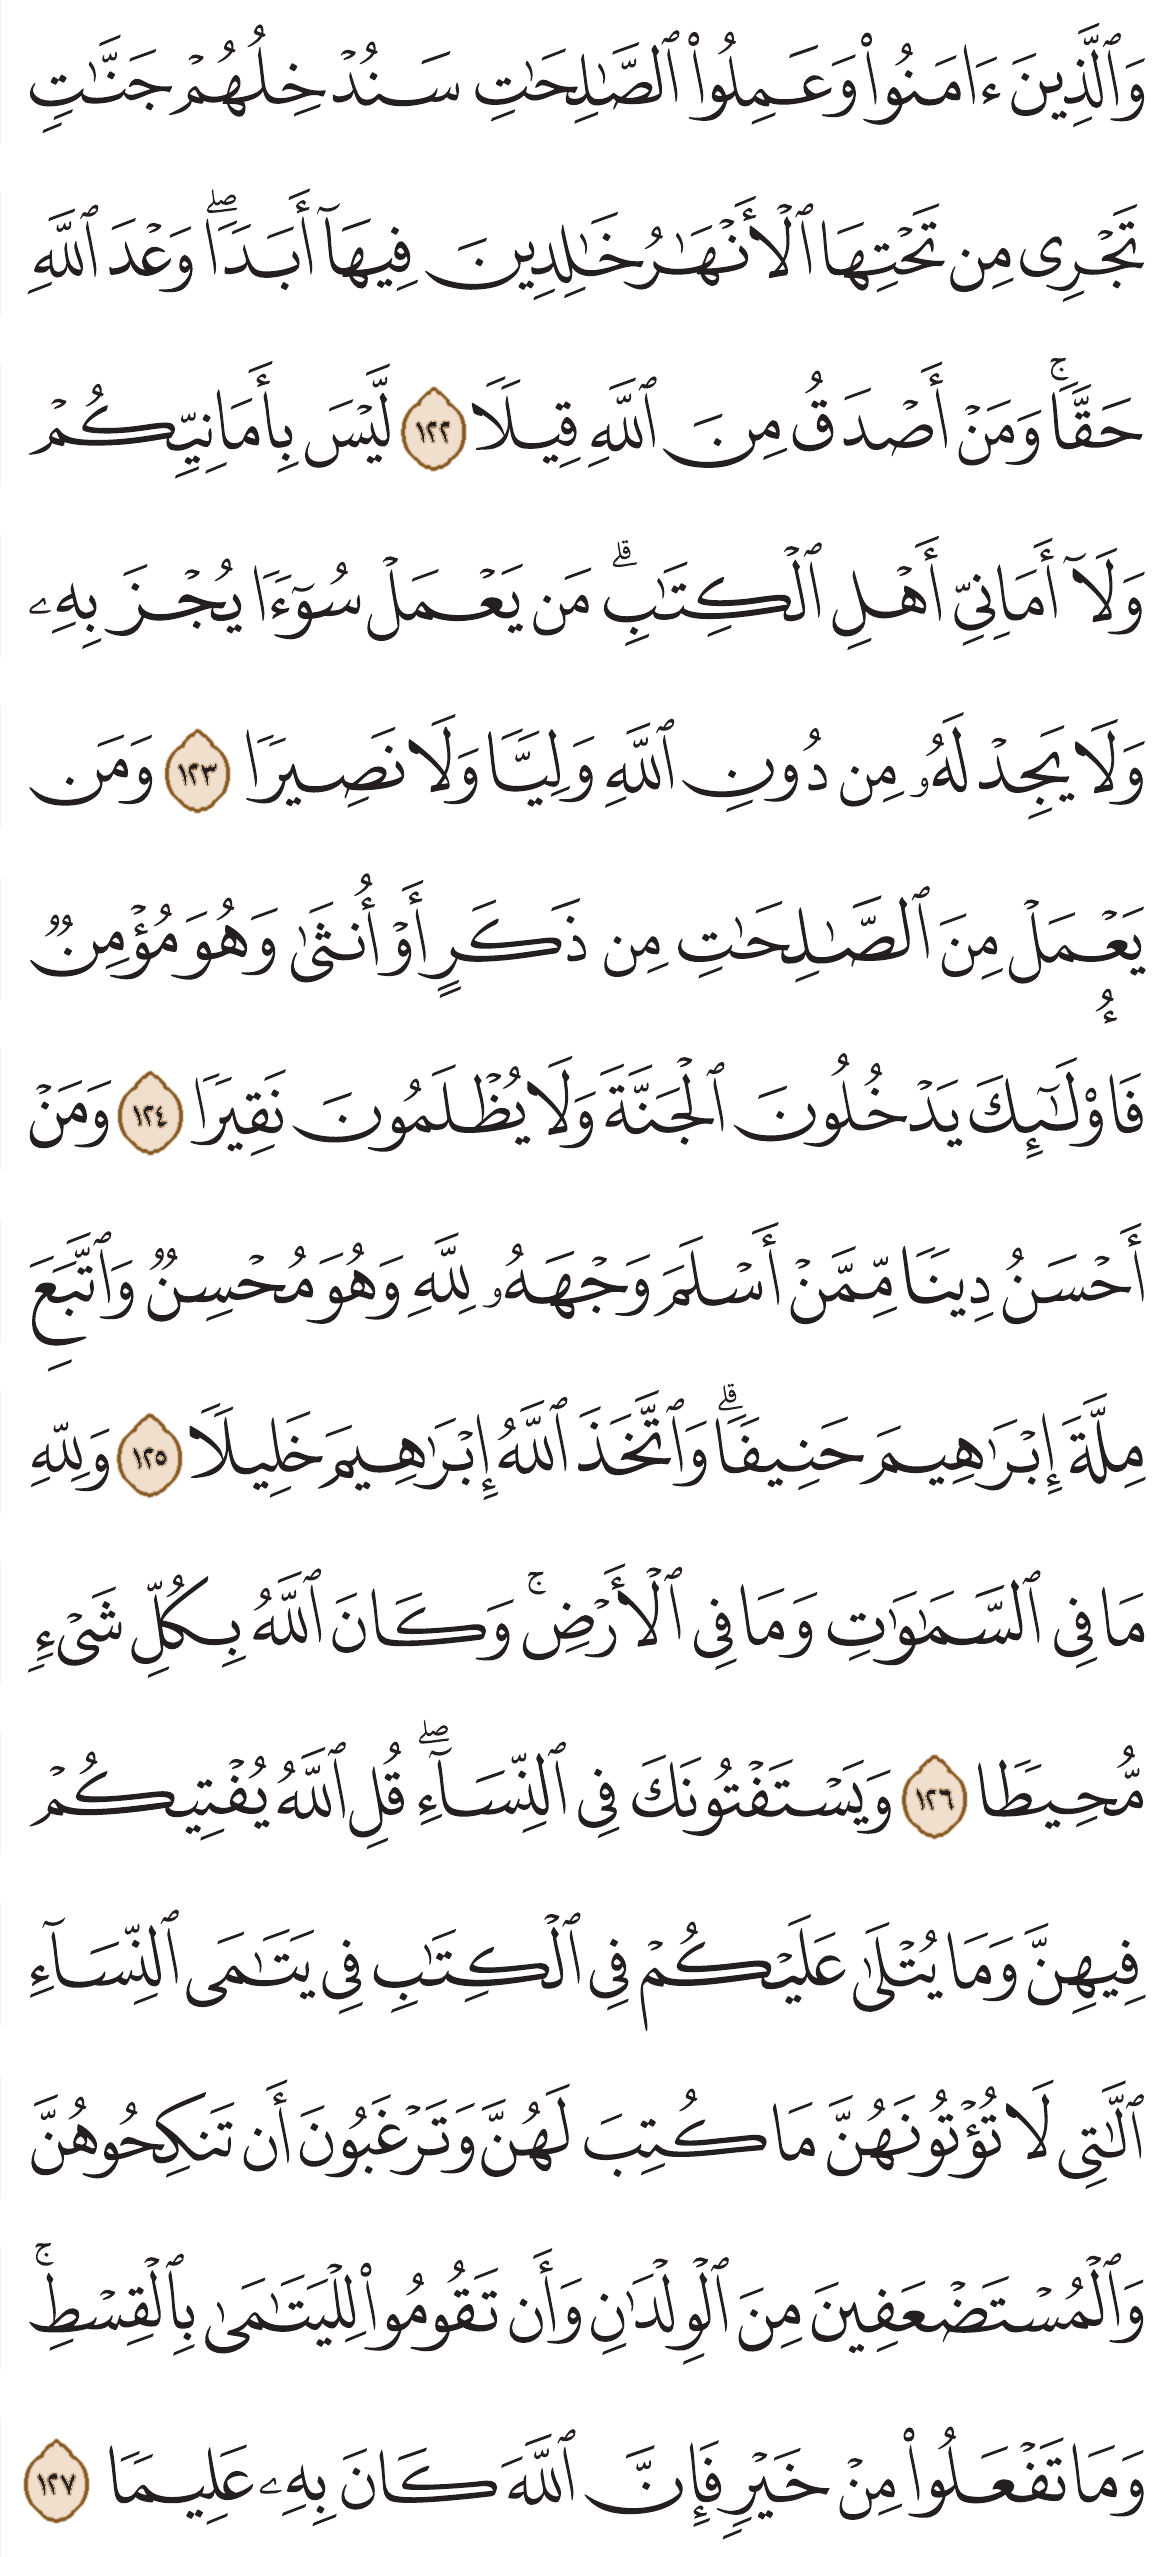 وَٱلَّذِينَ ءَامَنُوا۟ وَعَمِلُوا۟ ٱلصَّٰلِحَٰتِ سَنُدْخِلُهُمْ جَنَّٰتٍ
تَجْرِى مِن تَحْتِهَا ٱلْأَنْهَٰرُ خَٰلِدِينَ فِيهَآ أَبَدًا ۖ وَعْدَ ٱللَّهِ
حَقًّا ۚ وَمَنْ أَصْدَقُ مِنَ ٱللَّهِ قِيلًا ١٢٢ لَّيْسَ بِأَمَانِيِّكُمْ
وَلَآ أَمَانِىِّ أَهْلِ ٱلْكِتَٰبِ ۗ مَن يَعْمَلْ سُوٓءًا يُجْزَ بِهِۦ
وَلَا يَجِدْ لَهُۥ مِن دُونِ ٱللَّهِ وَلِيًّا وَلَا نَصِيرًا ١٢٣ وَمَن
يَعْمَلْ مِنَ ٱلصَّٰلِحَٰتِ مِن ذَكَرٍ أَوْ أُنثَىٰ وَهُوَ مُؤْمِنٌ
فَأُو۟لَٰٓئِكَ يَدْخُلُونَ ٱلْجَنَّةَ وَلَا يُظْلَمُونَ نَقِيرًا ١٢٤ وَمَنْ
أَحْسَنُ دِينًا مِّمَّنْ أَسْلَمَ وَجْهَهُۥ لِلَّهِ وَهُوَ مُحْسِنٌ وَٱتَّبَعَ
مِلَّةَ إِبْرَٰهِيمَ حَنِيفًا ۗ وَٱتَّخَذَ ٱللَّهُ إِبْرَٰهِيمَ خَلِيلًا ١٢٥ وَلِلَّهِ
مَا فِى ٱلسَّمَٰوَٰتِ وَمَا فِى ٱلْأَرْضِ ۚ وَكَانَ ٱللَّهُ بِكُلِّ شَىْءٍ
مُّحِيطًا ١٢٦ وَيَسْتَفْتُونَكَ فِى ٱلنِّسَآءِ ۖ قُلِ ٱللَّهُ يُفْتِيكُمْ
فِيهِنَّ وَمَا يُتْلَىٰ عَلَيْكُمْ فِى ٱلْكِتَٰبِ فِى يَتَٰمَى ٱلنِّسَآءِ
ٱلَّٰتِى لَا تُؤْتُونَهُنَّ مَا كُتِبَ لَهُنَّ وَتَرْغَبُونَ أَن تَنكِحُوهُنَّ
وَٱلْمُسْتَضْعَفِينَ مِنَ ٱلْوِلْدَٰنِ وَأَن تَقُومُوا۟ لِلْيَتَٰمَىٰ بِٱلْقِسْطِ ۚ
وَمَا تَفْعَلُوا۟ مِنْ خَيْرٍ فَإِنَّ ٱللَّهَ كَانَ بِهِۦ عَلِيمًا ١٢٧